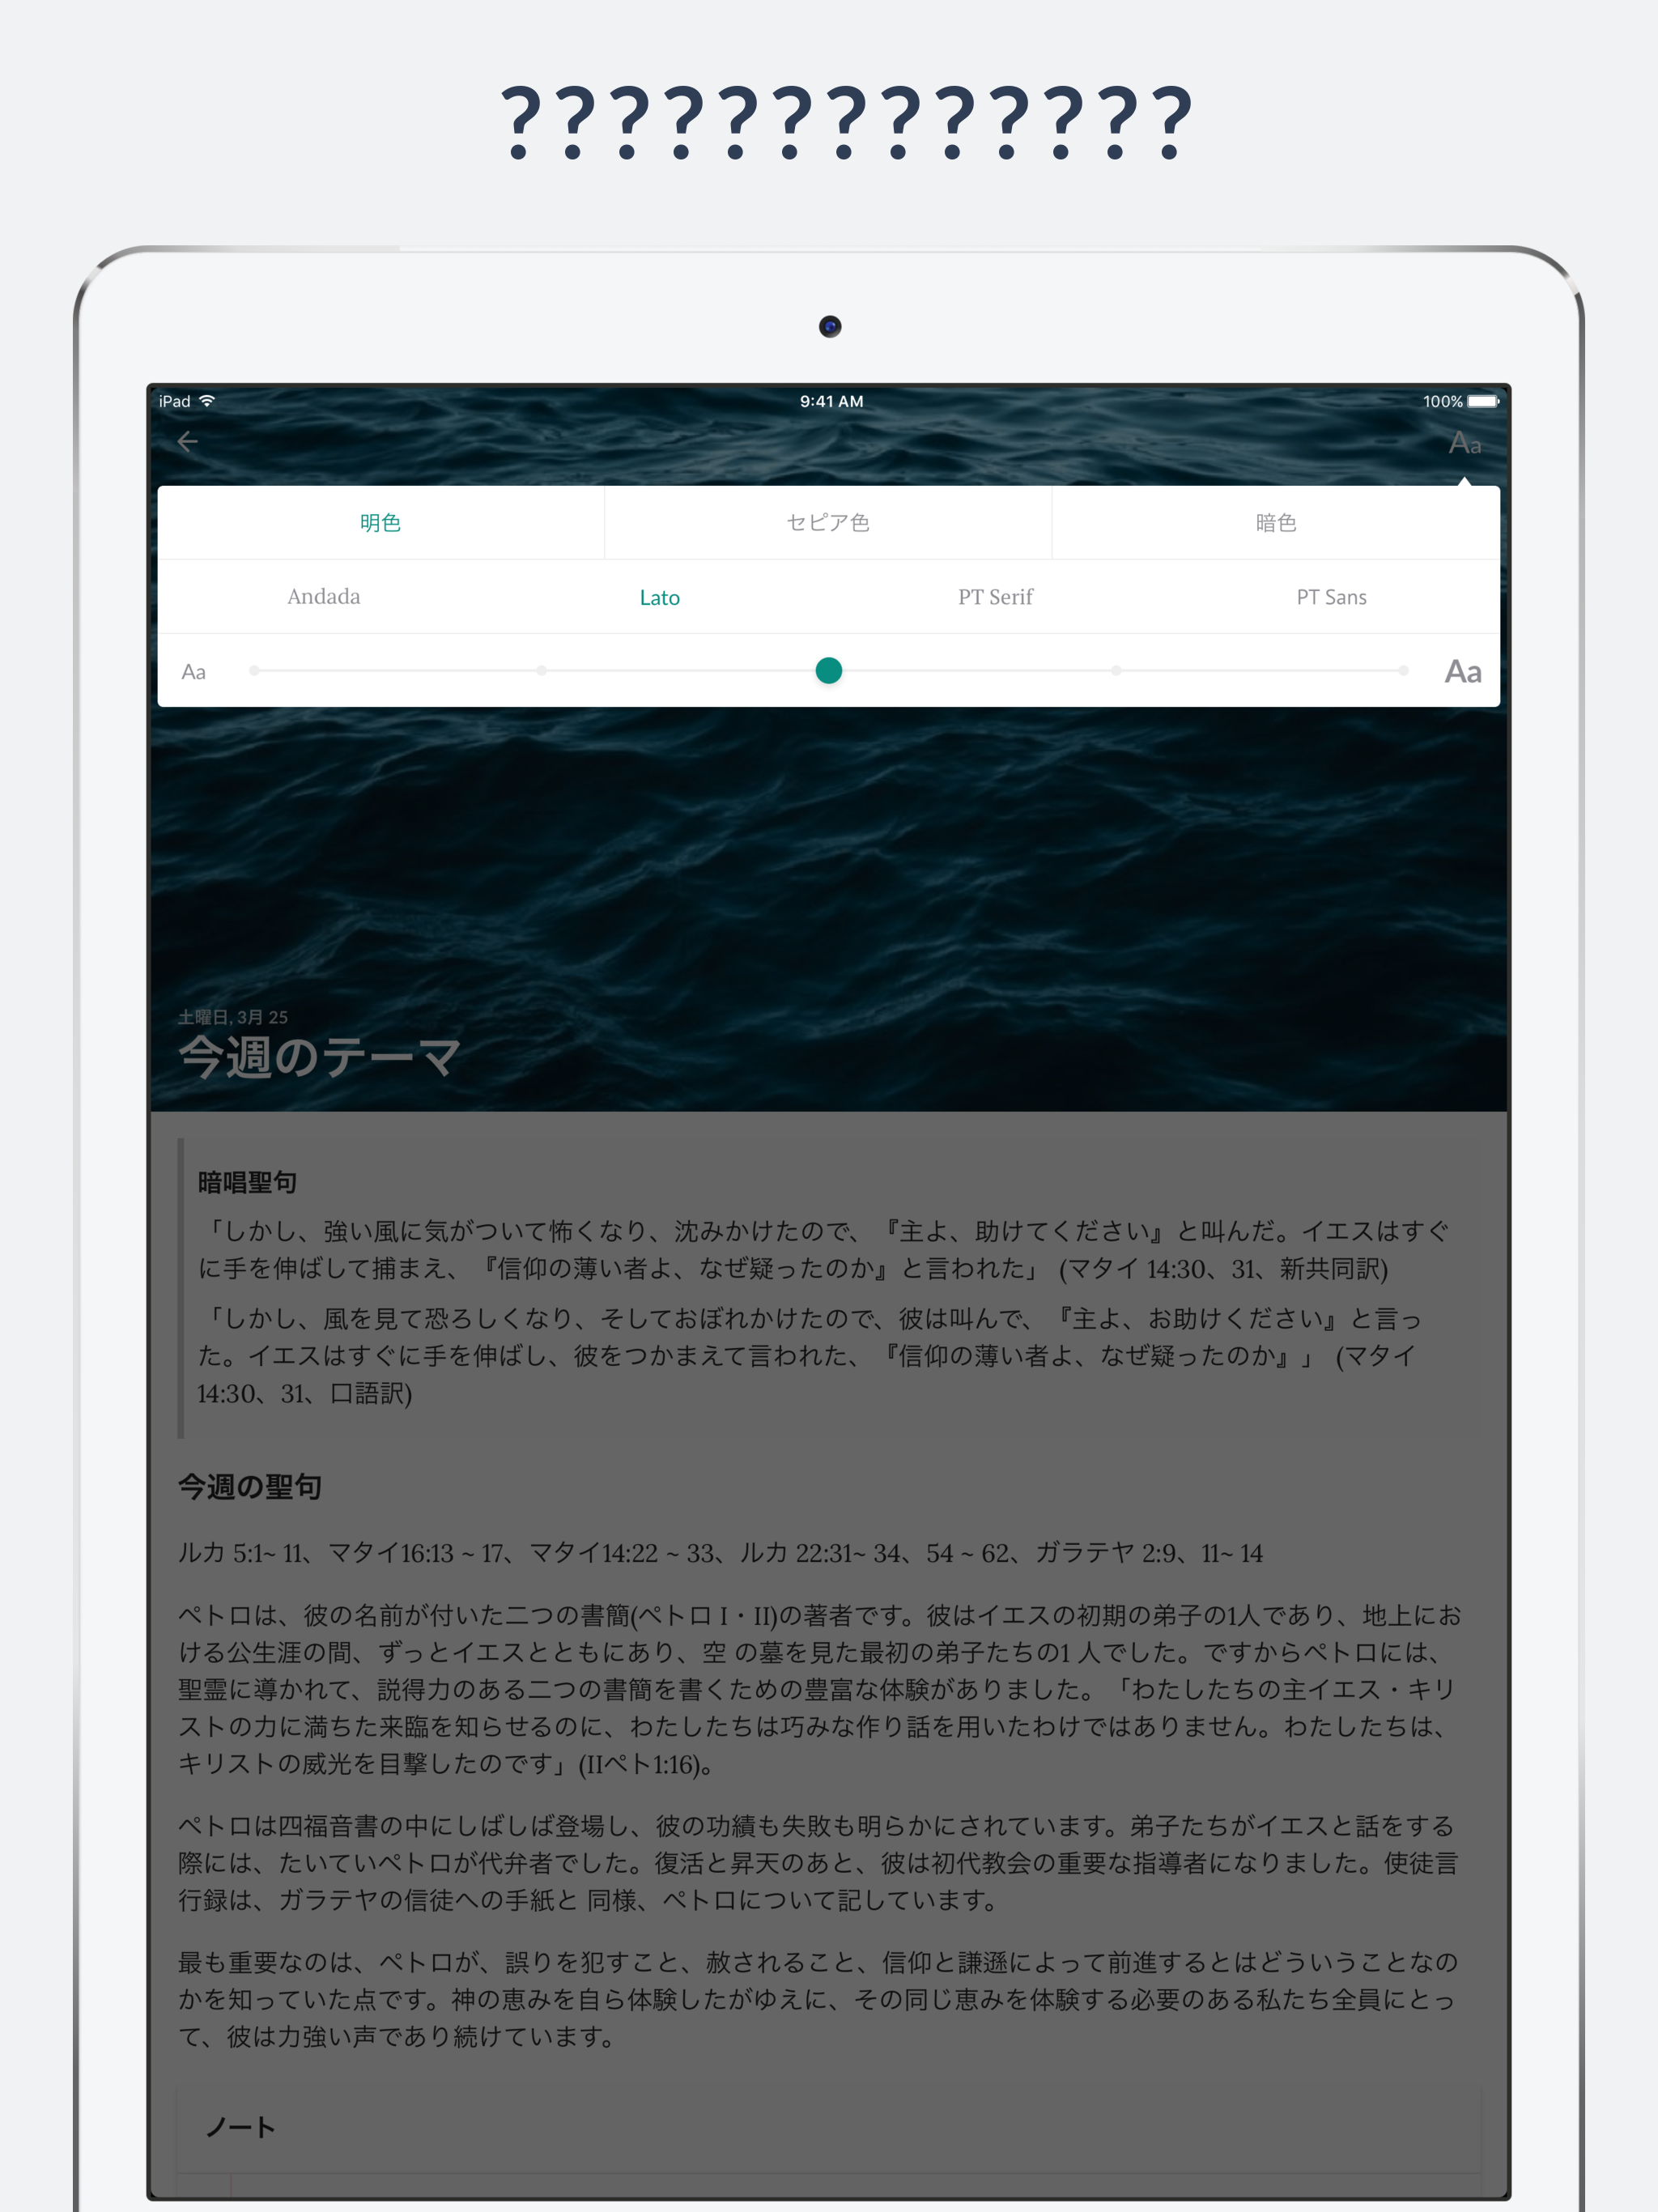 ?????????????
iPad 9:41 AM 100%
Aa
明色 セピア色 暗色
Andada Lato PT Serif PT Sans
Aa Aa
土曜日, 3月 25
今週のテーマ
暗唱聖句
「しかし、強い風に気がついて怖くなり、沈みかけたので、『主よ、助けてください』と叫んだ。イエスはすぐ
に手を伸ばして捕まえ、『信仰の薄い者よ、なぜ疑ったのか』と言われた」 (マタイ 14:30、31、新共同訳)
「しかし、風を見て恐ろしくなり、そしておぼれかけたので、彼は叫んで、『主よ、お助けください』と言っ
た。イエスはすぐに手を伸ばし、彼をつかまえて言われた、『信仰の薄い者よ、なぜ疑ったのか』」 (マタイ
14:30、31、口語訳)
今週の聖句
ルカ 5:1~ 11、マタイ16:13 ~ 17、マタイ14:22 ~ 33、ルカ 22:31~ 34、54 ~ 62、ガラテヤ 2:9、11~ 14
ペトロは、彼の名前が付いた二つの書簡(ペトロ I・II)の著者です。彼はイエスの初期の弟子の1人であり、地上にお
ける公生涯の間、ずっとイエスとともにあり、空 の墓を見た最初の弟子たちの1 人でした。ですからペトロには、
聖霊に導かれて、説得力のある二つの書簡を書くための豊富な体験がありました。「わたしたちの主イエス・キリ
ストの力に満ちた来臨を知らせるのに、わたしたちは巧みな作り話を用いたわけではありません。わたしたちは、
キリストの威光を目撃したのです」(IIペト1:16)。
ペトロは四福音書の中にしばしば登場し、彼の功績も失敗も明らかにされています。弟子たちがイエスと話をする
際には、たいていペトロが代弁者でした。復活と昇天のあと、彼は初代教会の重要な指導者になりました。使徒言
行録は、ガラテヤの信徒への手紙と 同様、ペトロについて記しています。
最も重要なのは、ペトロが、誤りを犯すこと、赦されること、信仰と謙遜によって前進するとはどういうことなの
かを知っていた点です。神の恵みを自ら体験したがゆえに、その同じ恵みを体験する必要のある私たち全員にとっ
て、彼は力強い声であり続けています。
ノート